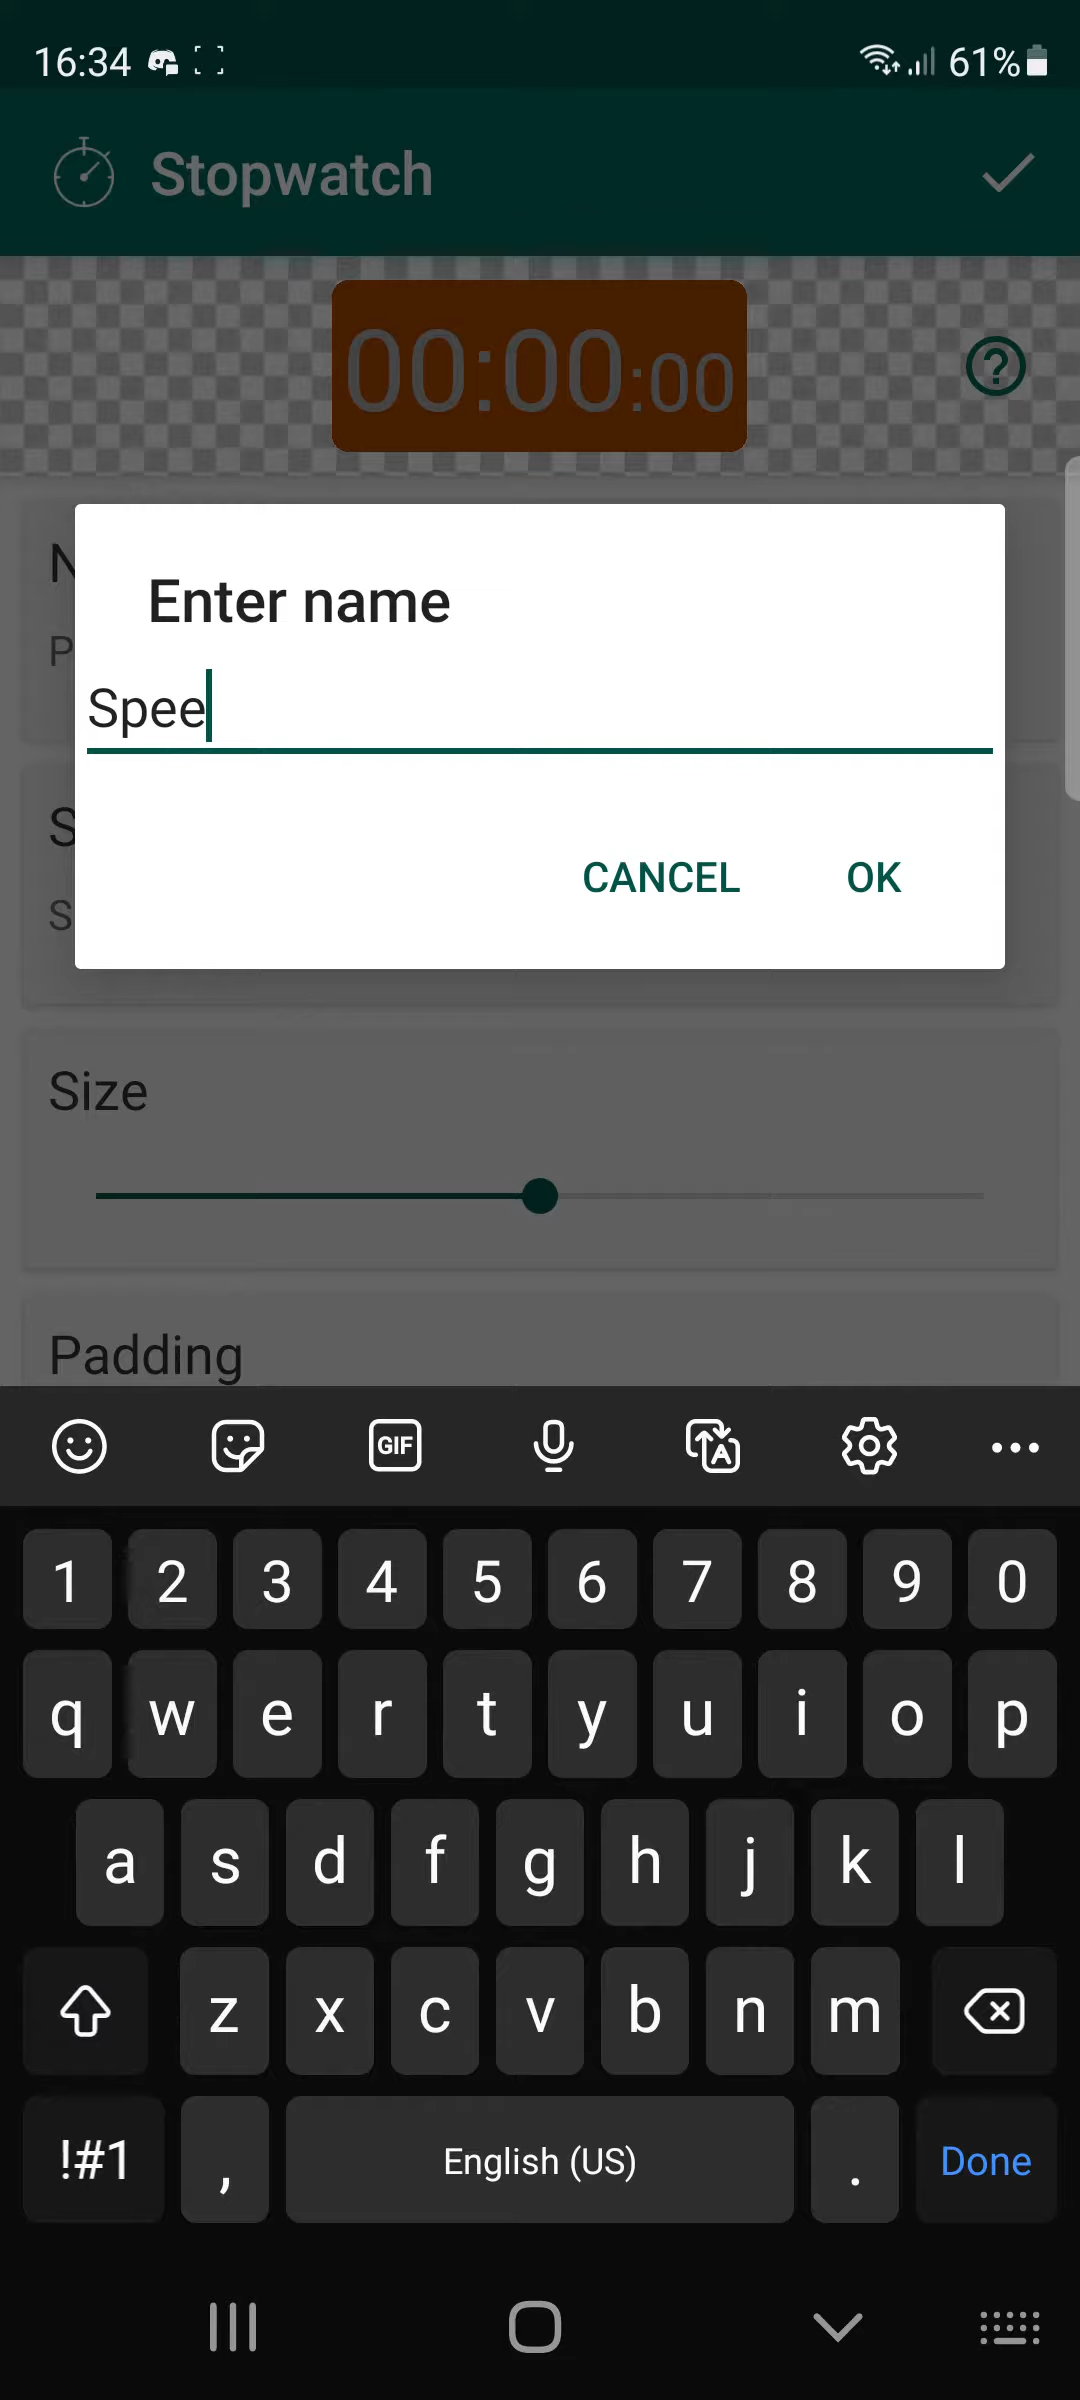 16:34
61%
Stopwatch
00:00:00
N
P
Enter name
Spee
S
CANCEL OK
S
Size
Padding
GIF
1 2 3 4 5 6 7 8 9 0
q w e r t y u i o p
a s d f g h j k l
z x c v b n m
!#1 , English (US) . Done